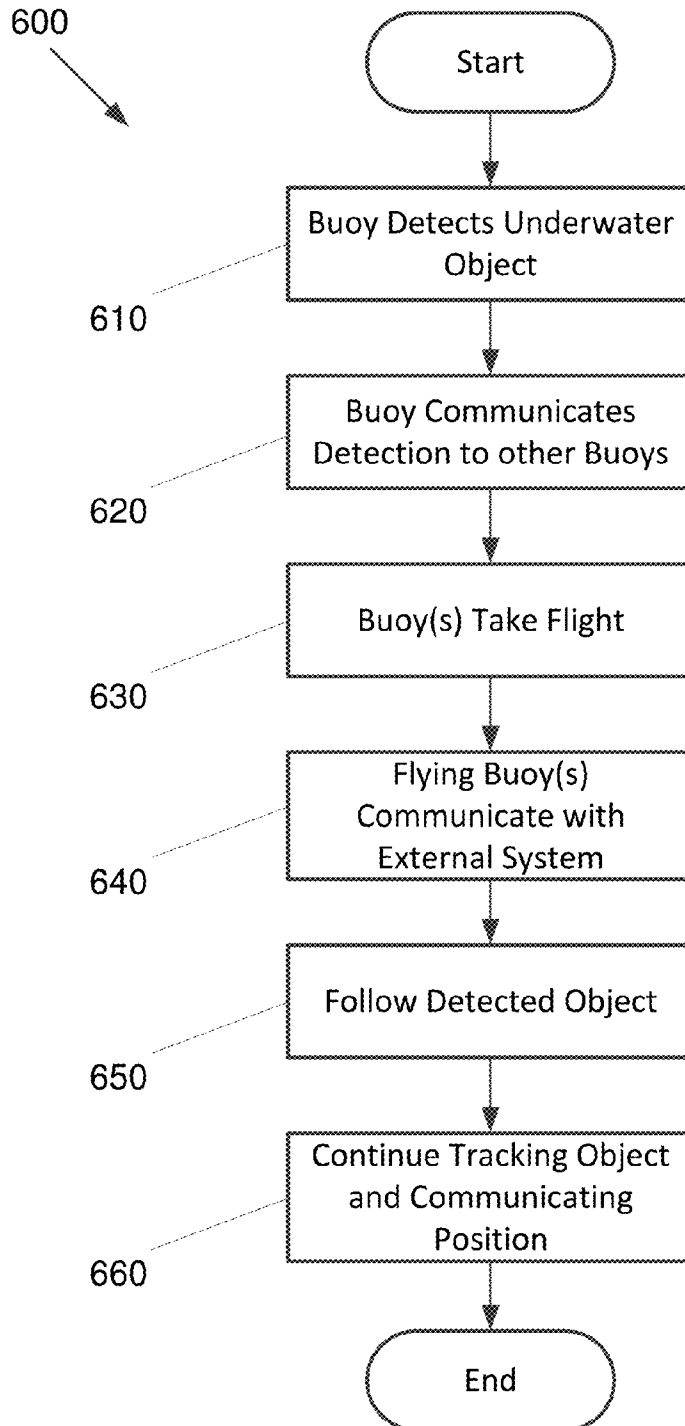 600
Start
Buoy Detects Underwater
Object
610
Buoy Communicates
Detection to other Buoys
620
Buoy(s) Take Flight
630
Flying Buoy(s)
Communicate with
External System
640
Follow Detected Object
650
Continue Tracking Object
and Communicating
Position
660
End